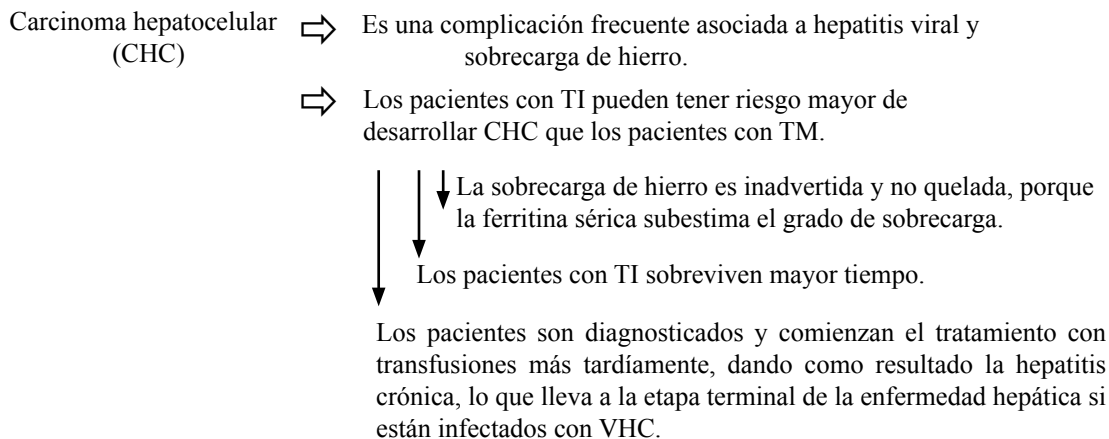 Carcinoma hepatocelular
(CHC)
Es una complicación frecuente asociada a hepatitis viral y
sobrecarga de hierro.
Los pacientes con TI pueden tener riesgo mayor de
desarrollar CHC que los pacientes con TM.
La sobrecarga de hierro es inadvertida y no quelada, porque
la ferritina sérica subestima el grado de sobrecarga.
Los pacientes con TI sobreviven mayor tiempo.
Los pacientes son diagnosticados y comienzan el tratamiento con
transfusiones más tardíamente, dando como resultado la hepatitis
crónica, lo que lleva a la etapa terminal de la enfermedad hepática si
están infectados con VHC.